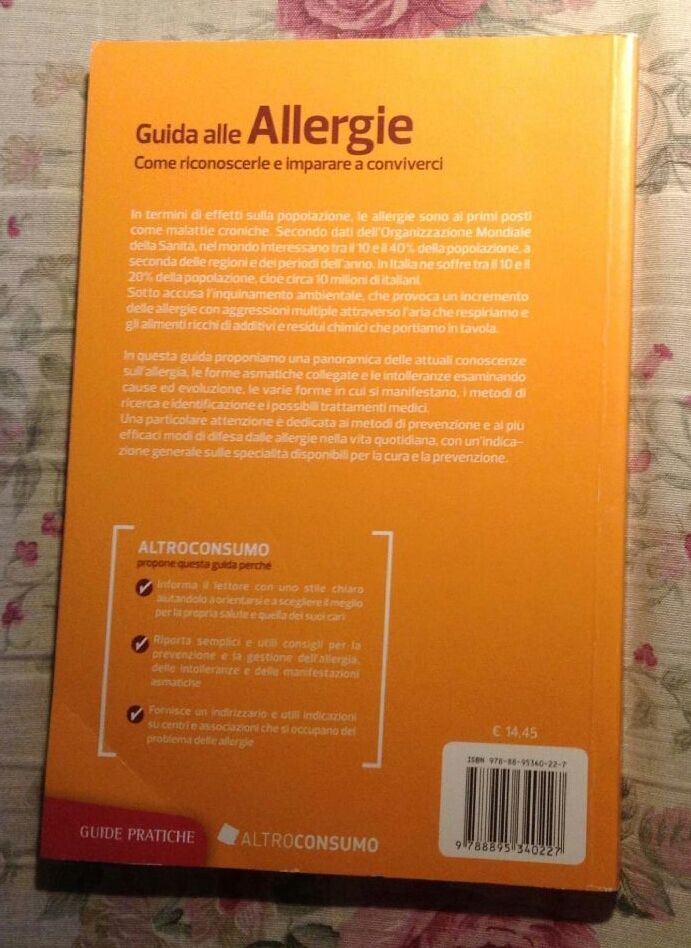 Guida alle Allergie
Come riconoscerle e imparare a conviverci
In termini di effetti sulla popolazione, le allergie sono ai primi posti
come malattie croniche. Secondo dati dell'Organizzazione Mondiale
della Sanità, nel mondo interessano tra il 10 e il 40% della popolazione, a
seconda delle regioni e dei periodi dell'anno. In Italia ne soffre tra il 10 e il
20% della popolazione, cioè circa 10 milioni di italiani.
Sotto accusa l'inquinamento ambientale, che provoca un incremento
delle allergie con aggressioni multiple attraverso l'aria che respiriamo e
gli alimenti ricchi di additivi e residui chimici che portiamo in tavola.
In questa guida proponiamo una panoramica delle attuali conoscenze
sull'allergia, le forme asmatiche collegate e le intolleranze esaminando
cause ed evoluzione, le varie forme in cui si manifestano, i metodi di
ricerca e identificazione e i possibili trattamenti medici.
Una particolare attenzione è dedicata ai metodi di prevenzione e ai più
efficaci modi di difesa dalle allergie nella vita quotidiana, con un'indica-
zione generale sulle specialità disponibili per la cura e la prevenzione.
ALTROCONSUMO
propone questa guida perché
Informa il lettore con uno stile chiaro
aiutandolo a orientarsi e a scegliere il meglio
per la propria salute e quella dei suoi cari
Riporta semplici e utili consigli per la
prevenzione e la gestione dell'allergia,
delle intolleranze e delle manifestazioni
asmatiche
Fornisce un indirizzario e utili indicazioni
su centri e associazioni che si occupano del
problema delle allergie
€ 14,45
ISBN 978-88-95340-22-7
9 788895 340227
GUIDE PRATICHE
ALTROCONSUMO